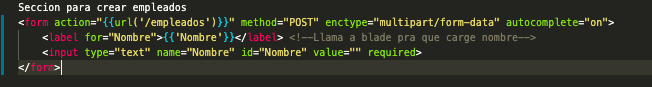 Seccion para crear empleados
<form action="{{url('/empleados')}}" method="POST" enctype="multipart/form-data" autocomplete="on">
    <label for="Nombre">{{'Nombre'}}</label> <!--Llama a blade pra que carge nombre-->
    <input type="text" name="Nombre" id="Nombre" value="" required>
</form>